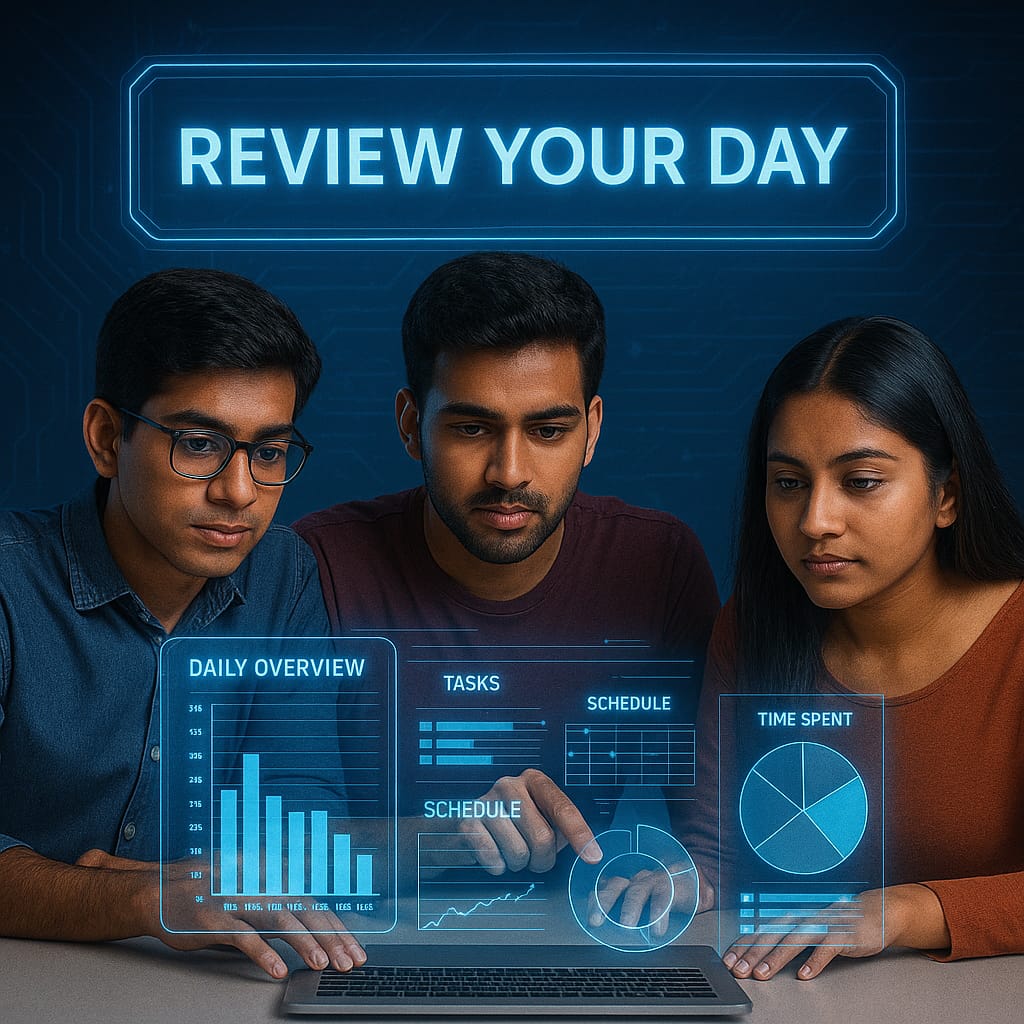 REVIEW YOUR DAY
DAILY OVERVIEW
TASKS
SCHEDULE
TIME SPENT
SCHEDULE